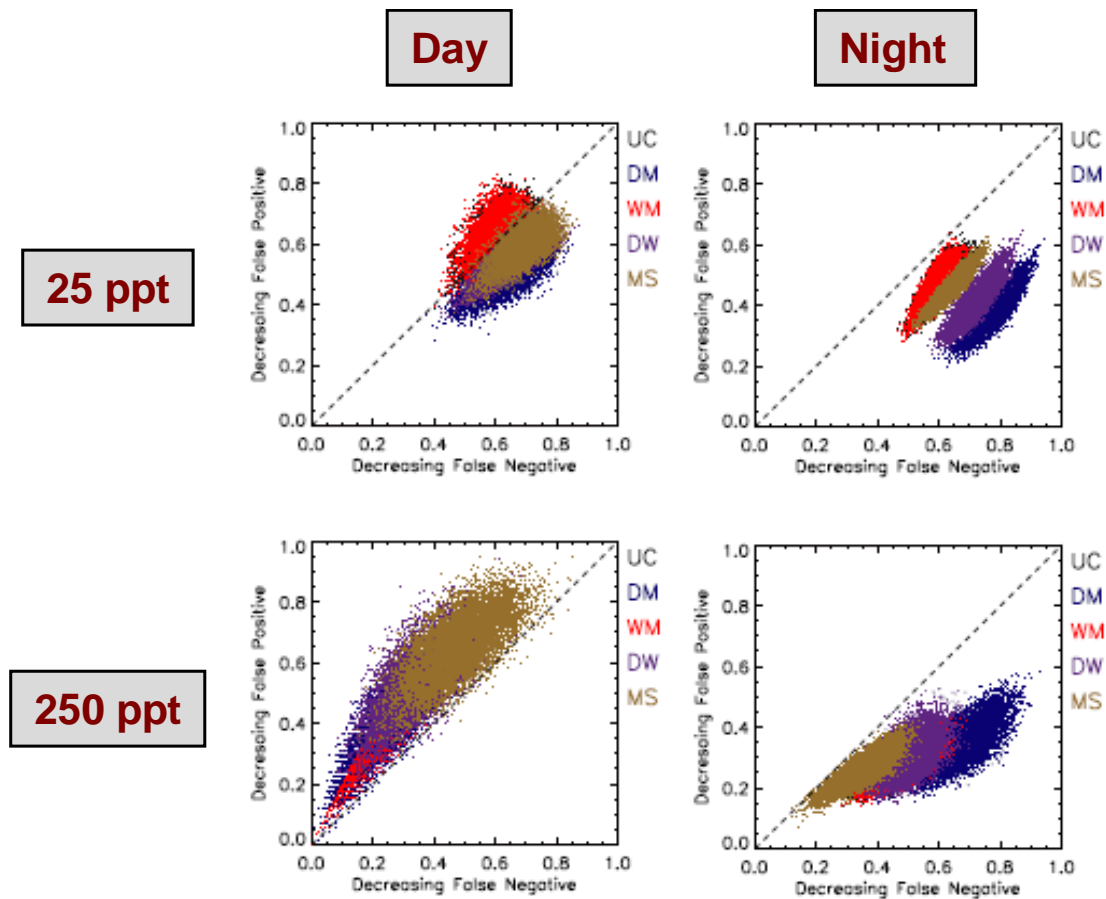 Day
Night
25 ppt
1.0
0.8
0.6
0.4
0.2
0.0
Decreasing False Positive
0.0 0.2 0.4 0.6 0.8 1.0
Decreasing False Negative
UC
DM
WM
DW
MS
1.0
0.8
0.6
0.4
0.2
0.0
Decreasing False Positive
0.0 0.2 0.4 0.6 0.8 1.0
Decreasing False Negative
UC
DM
WM
DW
MS
250 ppt
1.0
0.8
0.6
0.4
0.2
0.0
Decreasing False Positive
0.0 0.2 0.4 0.6 0.8 1.0
Decreasing False Negative
UC
DM
WM
DW
MS
1.0
0.8
0.6
0.4
0.2
0.0
Decreasing False Positive
0.0 0.2 0.4 0.6 0.8 1.0
Decreasing False Negative
UC
DM
WM
DW
MS